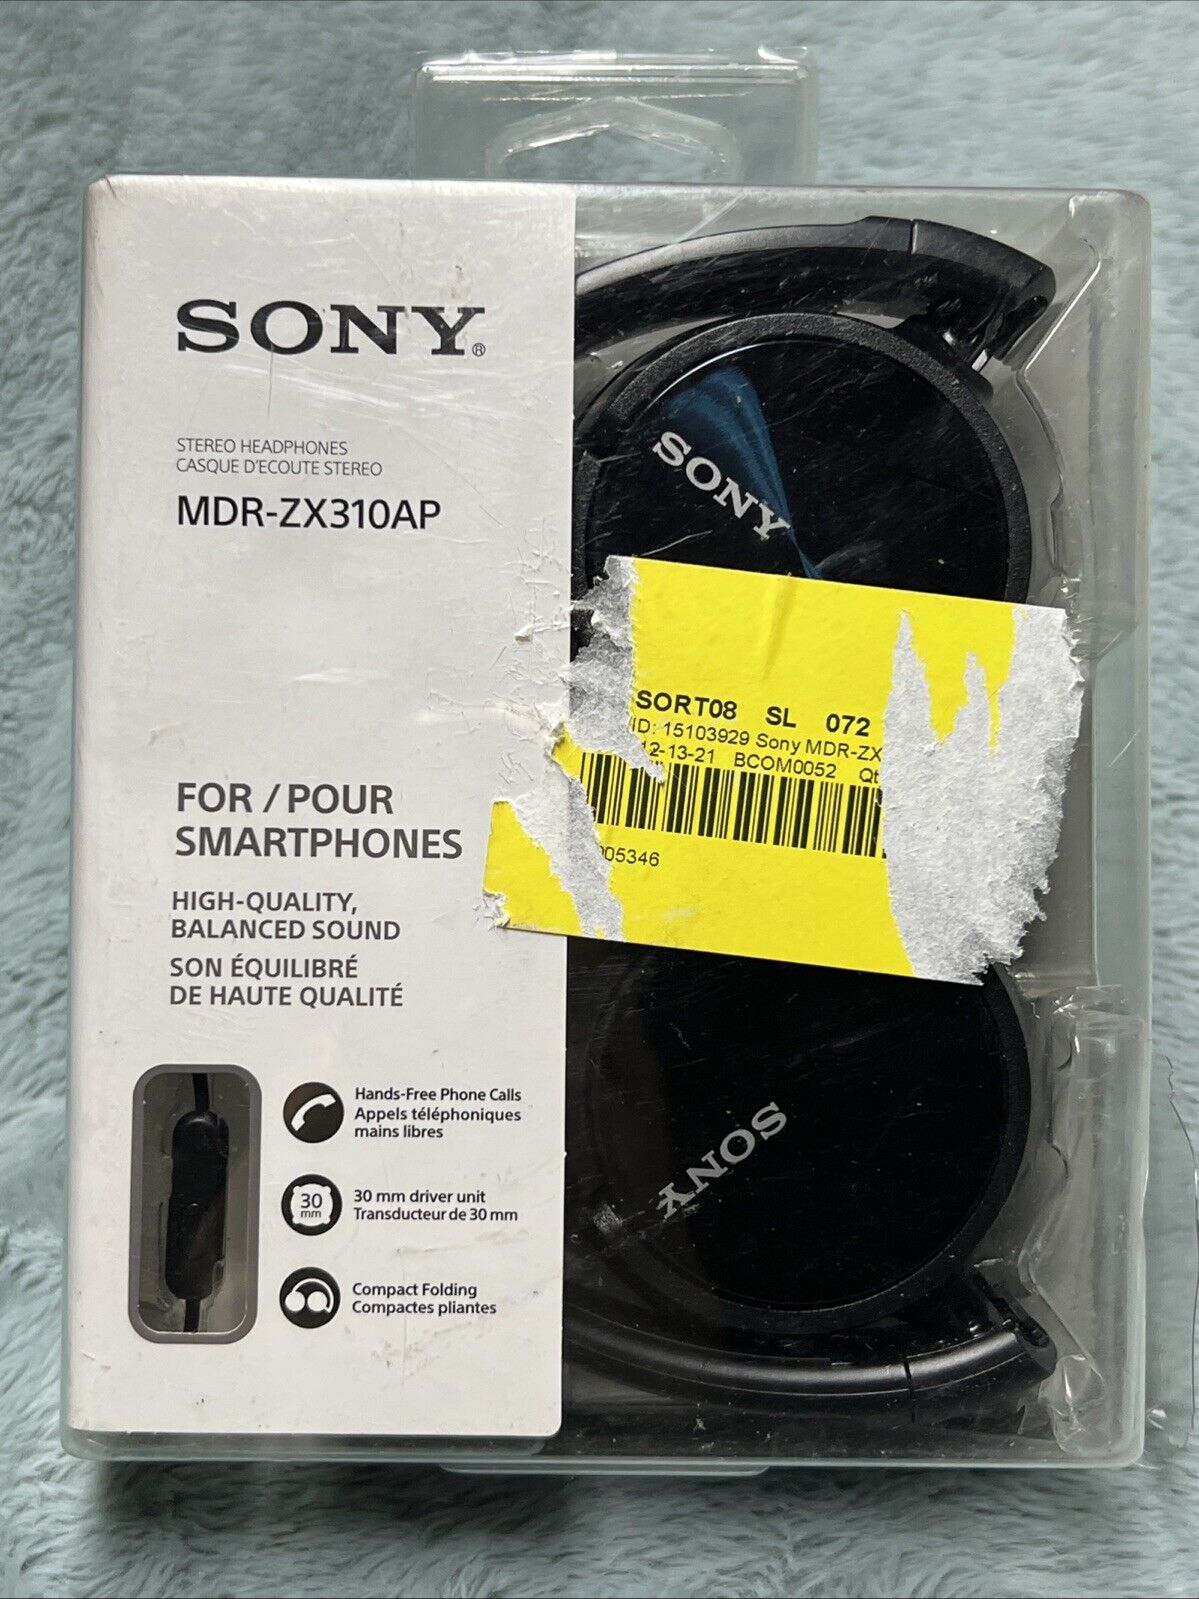 SONY®
STEREO HEADPHONES
CASQUE D'ECOUTE STEREO
MDR-ZX310AP
FOR / POUR
SMARTPHONES
HIGH-QUALITY,
BALANCED SOUND
SON ÉQUILIBRÉ
DE HAUTE QUALITÉ
Hands-Free Phone Calls
Appels téléphoniques
mains libres
30
mm
30 mm driver unit
Transducteur de 30 mm
Compact Folding
Compactes pliantes
SONY
SORT08 SL 072
ID: 15103929 Sony MDR-ZX
12-13-21 BCOM0052 Qt
05346
SONY